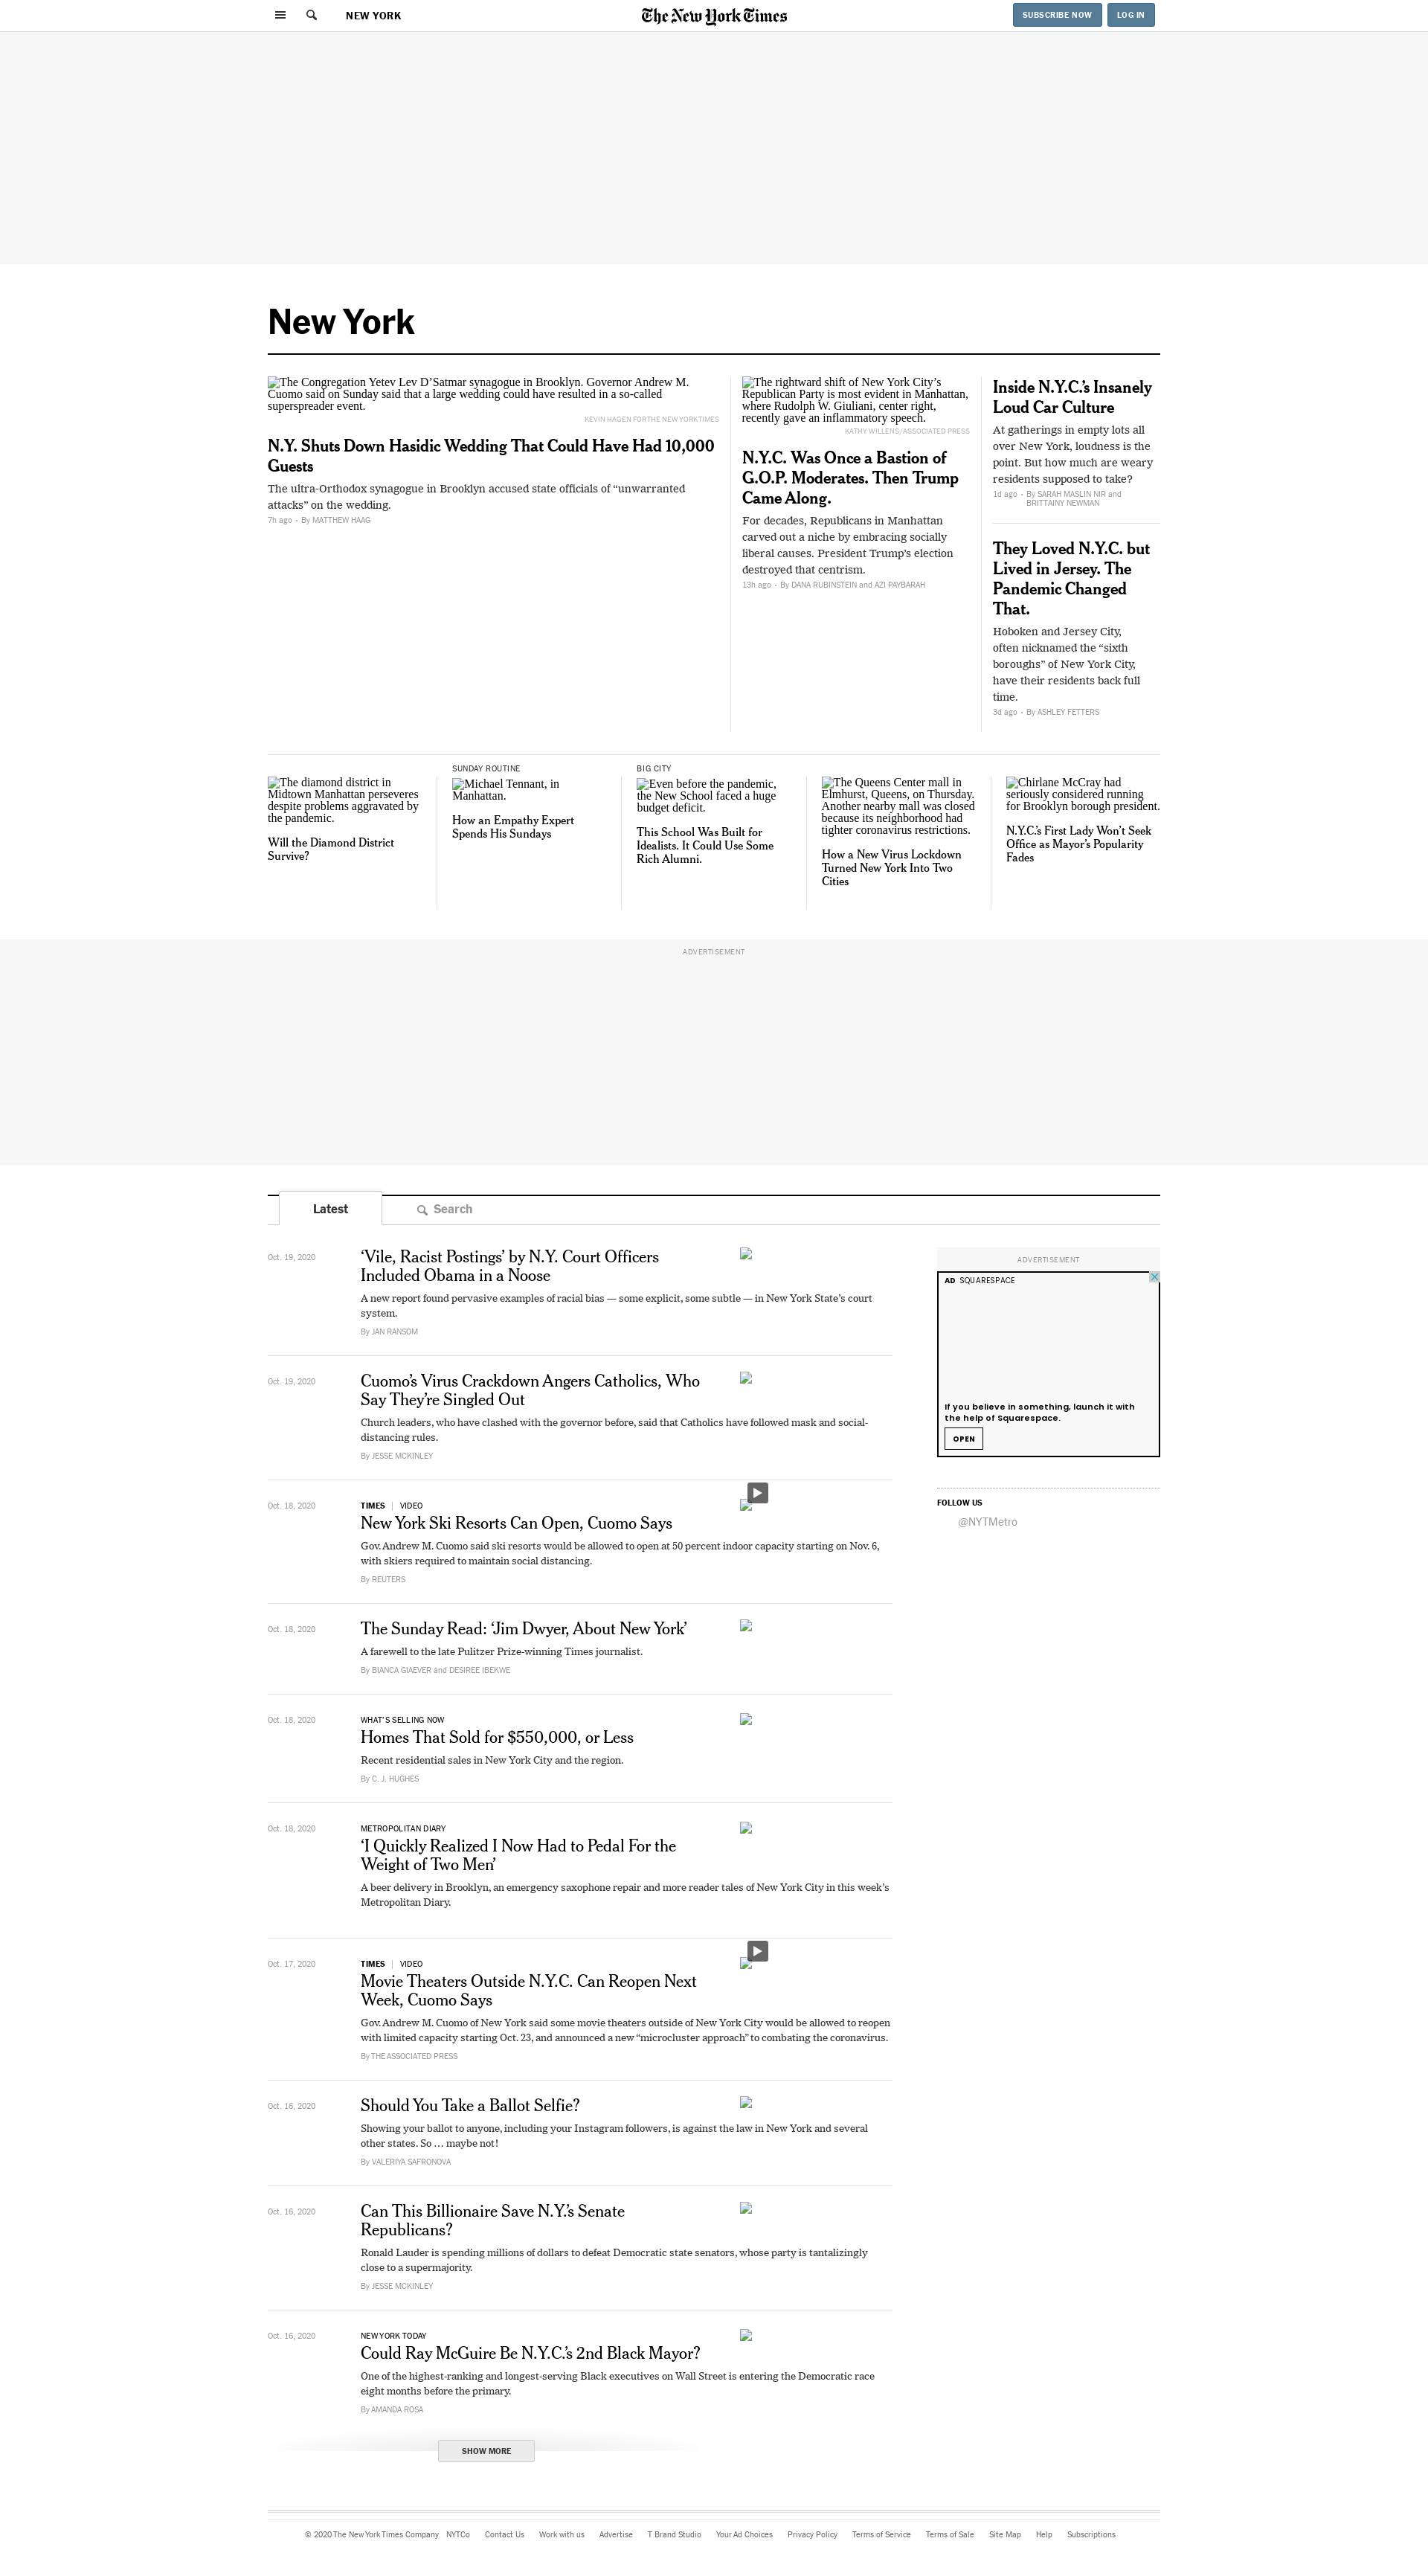 NEW YORK
The New York Times
SUBSCRIBE NOW
LOG IN
New York
The Congregation Yetev Lev D’Satmar synagogue in Brooklyn. Governor Andrew M.
Cuomo said on Sunday said that a large wedding could have resulted in a so-called
superspreader event.
KEVIN HAGEN FOR THE NEW YORK TIMES
N.Y. Shuts Down Hasidic Wedding That Could Have Had 10,000
Guests
The ultra-Orthodox synagogue in Brooklyn accused state officials of “unwarranted
attacks” on the wedding.
7h ago • By MATTHEW HAAG
The rightward shift of New York City’s
Republican Party is most evident in Manhattan,
where Rudolph W. Giuliani, center right,
recently gave an inflammatory speech.
KATHY WILLENS/ASSOCIATED PRESS
N.Y.C. Was Once a Bastion of
G.O.P. Moderates. Then Trump
Came Along.
For decades, Republicans in Manhattan
carved out a niche by embracing socially
liberal causes. President Trump’s election
destroyed that centrism.
13h ago • By DANA RUBINSTEIN and AZI PAYBARAH
Inside N.Y.C.’s Insanely
Loud Car Culture
At gatherings in empty lots all
over New York, loudness is the
point. But how much are weary
residents supposed to take?
1d ago • By SARAH MASLIN NIR and
BRITTAINY NEWMAN
They Loved N.Y.C. but
Lived in Jersey. The
Pandemic Changed
That.
Hoboken and Jersey City,
often nicknamed the “sixth
boroughs” of New York City,
have their residents back full
time.
3d ago • By ASHLEY FETTERS
The diamond district in
Midtown Manhattan perseveres
despite problems aggravated by
the pandemic.
Will the Diamond District
Survive?
SUNDAY ROUTINE
Michael Tennant, in
Manhattan.
How an Empathy Expert
Spends His Sundays
BIG CITY
Even before the pandemic,
the New School faced a huge
budget deficit.
This School Was Built for
Idealists. It Could Use Some
Rich Alumni.
The Queens Center mall in
Elmhurst, Queens, on Thursday.
Another nearby mall was closed
because its neighborhood had
tighter coronavirus restrictions.
How a New Virus Lockdown
Turned New York Into Two
Cities
Chirlane McCray had
seriously considered running
for Brooklyn borough president.
N.Y.C.’s First Lady Won’t Seek
Office as Mayor’s Popularity
Fades
ADVERTISEMENT
Latest
Search
Oct. 19, 2020
‘Vile, Racist Postings’ by N.Y. Court Officers
Included Obama in a Noose
A new report found pervasive examples of racial bias — some explicit, some subtle — in New York State’s court
system.
By JAN RANSOM
Oct. 19, 2020
Cuomo’s Virus Crackdown Angers Catholics, Who
Say They’re Singled Out
Church leaders, who have clashed with the governor before, said that Catholics have followed mask and social-
distancing rules.
By JESSE MCKINLEY
Oct. 18, 2020
TIMES | VIDEO
New York Ski Resorts Can Open, Cuomo Says
Gov. Andrew M. Cuomo said ski resorts would be allowed to open at 50 percent indoor capacity starting on Nov. 6,
with skiers required to maintain social distancing.
By REUTERS
Oct. 18, 2020
The Sunday Read: ‘Jim Dwyer, About New York’
A farewell to the late Pulitzer Prize-winning Times journalist.
By BIANCA GIAEVER and DESIREE IBEKWE
Oct. 18, 2020
WHAT’S SELLING NOW
Homes That Sold for $550,000, or Less
Recent residential sales in New York City and the region.
By C. J. HUGHES
Oct. 18, 2020
METROPOLITAN DIARY
‘I Quickly Realized I Now Had to Pedal For the
Weight of Two Men’
A beer delivery in Brooklyn, an emergency saxophone repair and more reader tales of New York City in this week’s
Metropolitan Diary.
Oct. 17, 2020
TIMES | VIDEO
Movie Theaters Outside N.Y.C. Can Reopen Next
Week, Cuomo Says
Gov. Andrew M. Cuomo of New York said some movie theaters outside of New York City would be allowed to reopen
with limited capacity starting Oct. 23, and announced a new “microcluster approach” to combating the coronavirus.
By THE ASSOCIATED PRESS
Oct. 16, 2020
Should You Take a Ballot Selfie?
Showing your ballot to anyone, including your Instagram followers, is against the law in New York and several
other states. So … maybe not!
By VALERIYA SAFRONOVA
Oct. 16, 2020
Can This Billionaire Save N.Y.’s Senate
Republicans?
Ronald Lauder is spending millions of dollars to defeat Democratic state senators, whose party is tantalizingly
close to a supermajority.
By JESSE MCKINLEY
Oct. 16, 2020
NEW YORK TODAY
Could Ray McGuire Be N.Y.C.’s 2nd Black Mayor?
One of the highest-ranking and longest-serving Black executives on Wall Street is entering the Democratic race
eight months before the primary.
By AMANDA ROSA
SHOW MORE
ADVERTISEMENT
AD SQUARESPACE
If you believe in something, launch it with
the help of Squarespace.
OPEN
FOLLOW US
@NYTMetro
© 2020 The New York Times Company NYTCo Contact Us Work with us Advertise T Brand Studio Your Ad Choices Privacy Policy Terms of Service Terms of Sale Site Map Help Subscriptions